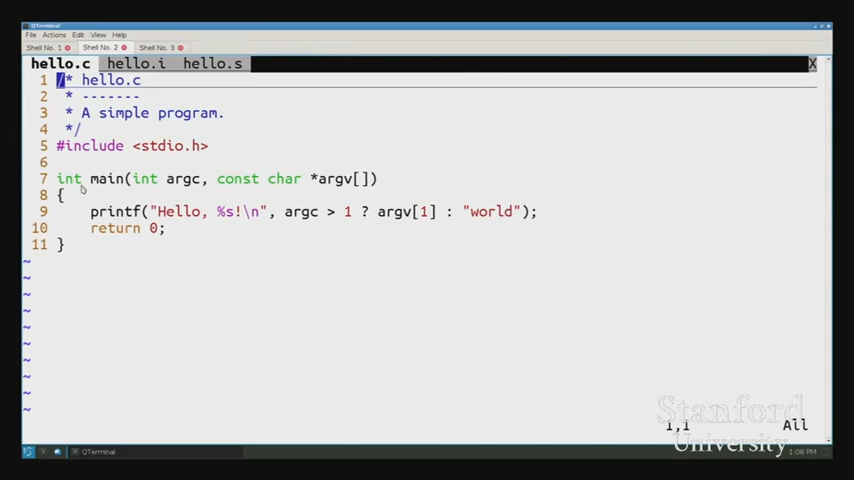 QTerminal
File Actions Edit View Help
Shell No. 1 Shell No. 2 Shell No. 3
hello.c hello.i hello.s X
1 /* hello.c
2 * -------
3 * A simple program.
4 */
5 #include <stdio.h>
6
7 int main(int argc, const char *argv[])
8 {
9 printf("Hello, %s!\n", argc > 1 ? argv[1] : "world");
10 return 0;
11 }
~
~
~
~
~
~
~
~
~
~
Stanford
University
1,1 All
QTerminal 1:08 PM